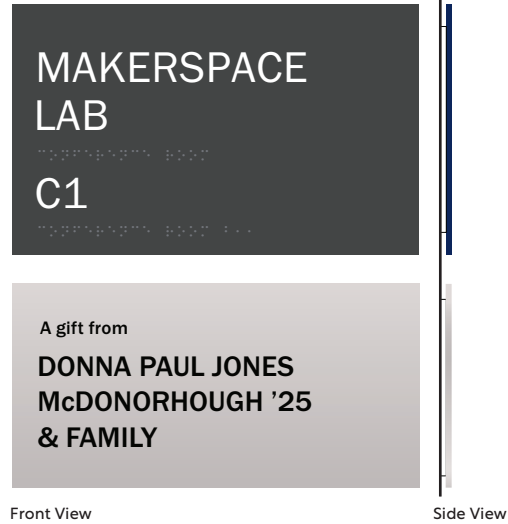 MAKERSPACE
LAB
C1
A gift from
DONNA PAUL JONES
McDONORHOUGH ’25
& FAMILY
Front View
Side View